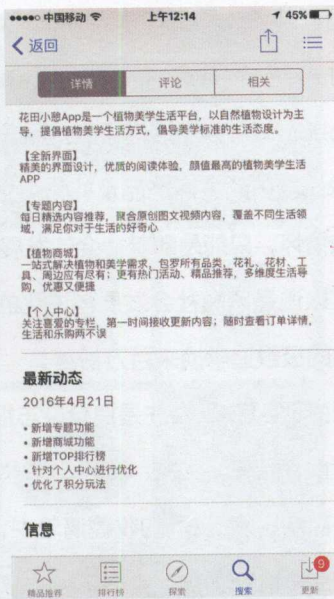 中国移动 上午12:14 45%
返回
详情 评论 相关
花田小憩App是一个植物美学生活平台，以自然植物设计为主
导，提倡植物美学生活方式，倡导美学标准的生活态度。
【全新界面】
精美的界面设计，优质的阅读体验，颜值最高的植物美学生活
APP
【专题内容】
每日精选内容推荐，聚合原创图文视频内容，覆盖不同生活领
域，满足你对于生活的好奇心
【植物商城】
一站式解决植物和美学需求，包罗所有品类，花礼、花材、工
具、周边应有尽有；更有热门活动、精品推荐，多维度生活导
购，优惠又便捷
【个人中心】
关注喜爱的专栏，第一时间接收更新内容；随时查看订单详情，
生活和乐购两不误
最新动态
2016年4月21日
• 新增专题功能
• 新增商城功能
• 新增TOP排行榜
• 针对个人中心进行优化
• 优化了积分玩法
信息
9
精品推荐 排行榜 探索 搜索 更新